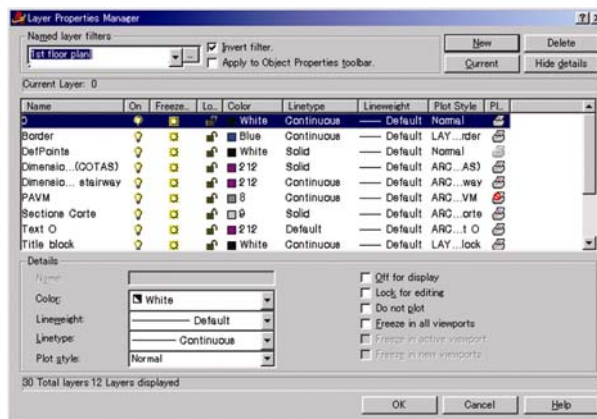 Layer Properties Manager
Named layer filters
1st floor plan
Invert filter.
Apply to Object Properties toolbar.
New
Delete
Current
Hide details
Current Layer: 0
Name On Freeze.. Lo.. Color Linetype Lineweight Plot Style Pl..
0 White Continuous Default Normal
Border Blue Continuous Default LAY...rder
DefPoints White Solid Default Normal
Dimensio...(COTAS) 212 Solid Default ARC...AS)
Dimensio... stairway 212 Continuous Default ARC...way
PAVM 8 Continuous Default ARC...VM
Sections Corte 9 Solid Default ARC...orte
Text O 212 Continuous Default ARC...t O
Title block White Continuous Default LAY...lock
Details
Name:
Color: White
Lineweight: Default
Linetype: Continuous
Plot style: Normal
Off for display
Lock for editing
Do not plot
Freeze in all viewports
Freeze in active viewport
Freeze in new viewports
30 Total layers 12 Layers displayed
OK
Cancel
Help